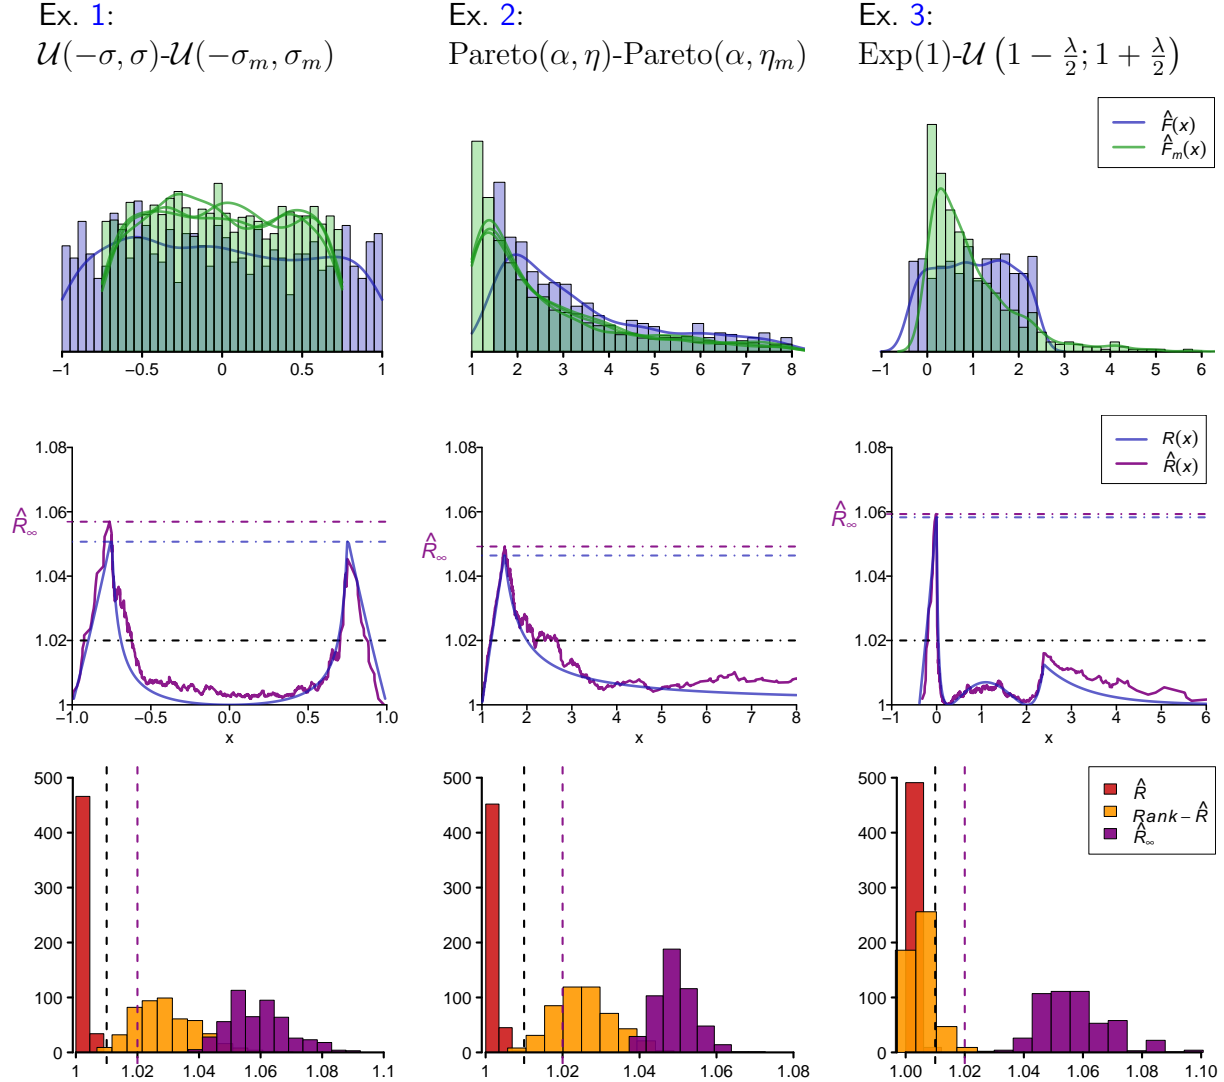 Ex. 1: Ex. 2: Ex. 3:
𝒰(−σ, σ)-𝒰(−σₘ, σₘ) Pareto(α, η)-Pareto(α, ηₘ) Exp(1)-𝒰(1 − λ/2; 1 + λ/2)
F̂(x)
F̂ₘ(x)
−1 −0.5 0 0.5 1 1 2 3 4 5 6 7 8 −1 0 1 2 3 4 5 6
R(x)
R̂(x)
1.08 1.08 1.08
1.06 1.06 1.06
R̂∞ R̂∞ R̂∞
1.04 1.04 1.04
1.02 1.02 1.02
1 1 1
−1.0 −0.5 0.0 0.5 1.0 1 2 3 4 5 6 7 8 −1 0 1 2 3 4 5 6
x x x
R̂
Rank−R̂
R̂∞
500 500 500
400 400 400
300 300 300
200 200 200
100 100 100
0 0 0
1 1.02 1.04 1.06 1.08 1.1 1 1.02 1.04 1.06 1.08 1.00 1.02 1.04 1.06 1.08 1.10